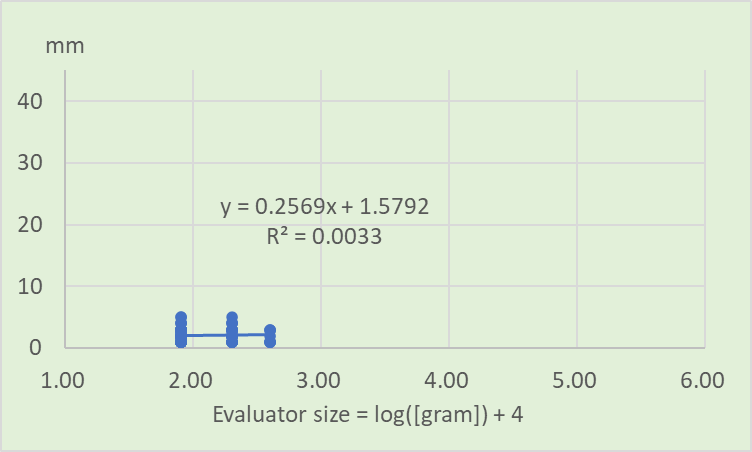 mm
40
30
20
10
0
y = 0.2569x + 1.5792
R² = 0.0033
1.00 2.00 3.00 4.00 5.00 6.00
Evaluator size = log([gram]) + 4